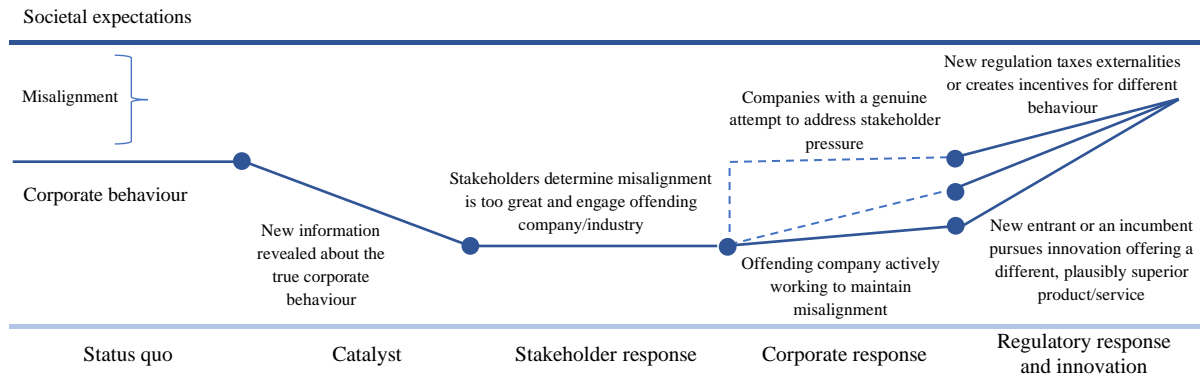 Societal expectations
Misalignment
Corporate behaviour
New information
revealed about the
true corporate
behaviour
Stakeholders determine misalignment
is too great and engage offending
company/industry
Companies with a genuine
attempt to address stakeholder
pressure
Offending company actively
working to maintain
misalignment
New regulation taxes externalities
or creates incentives for different
behaviour
New entrant or an incumbent
pursues innovation offering a
different, plausibly superior
product/service
Status quo
Catalyst
Stakeholder response
Corporate response
Regulatory response
and innovation